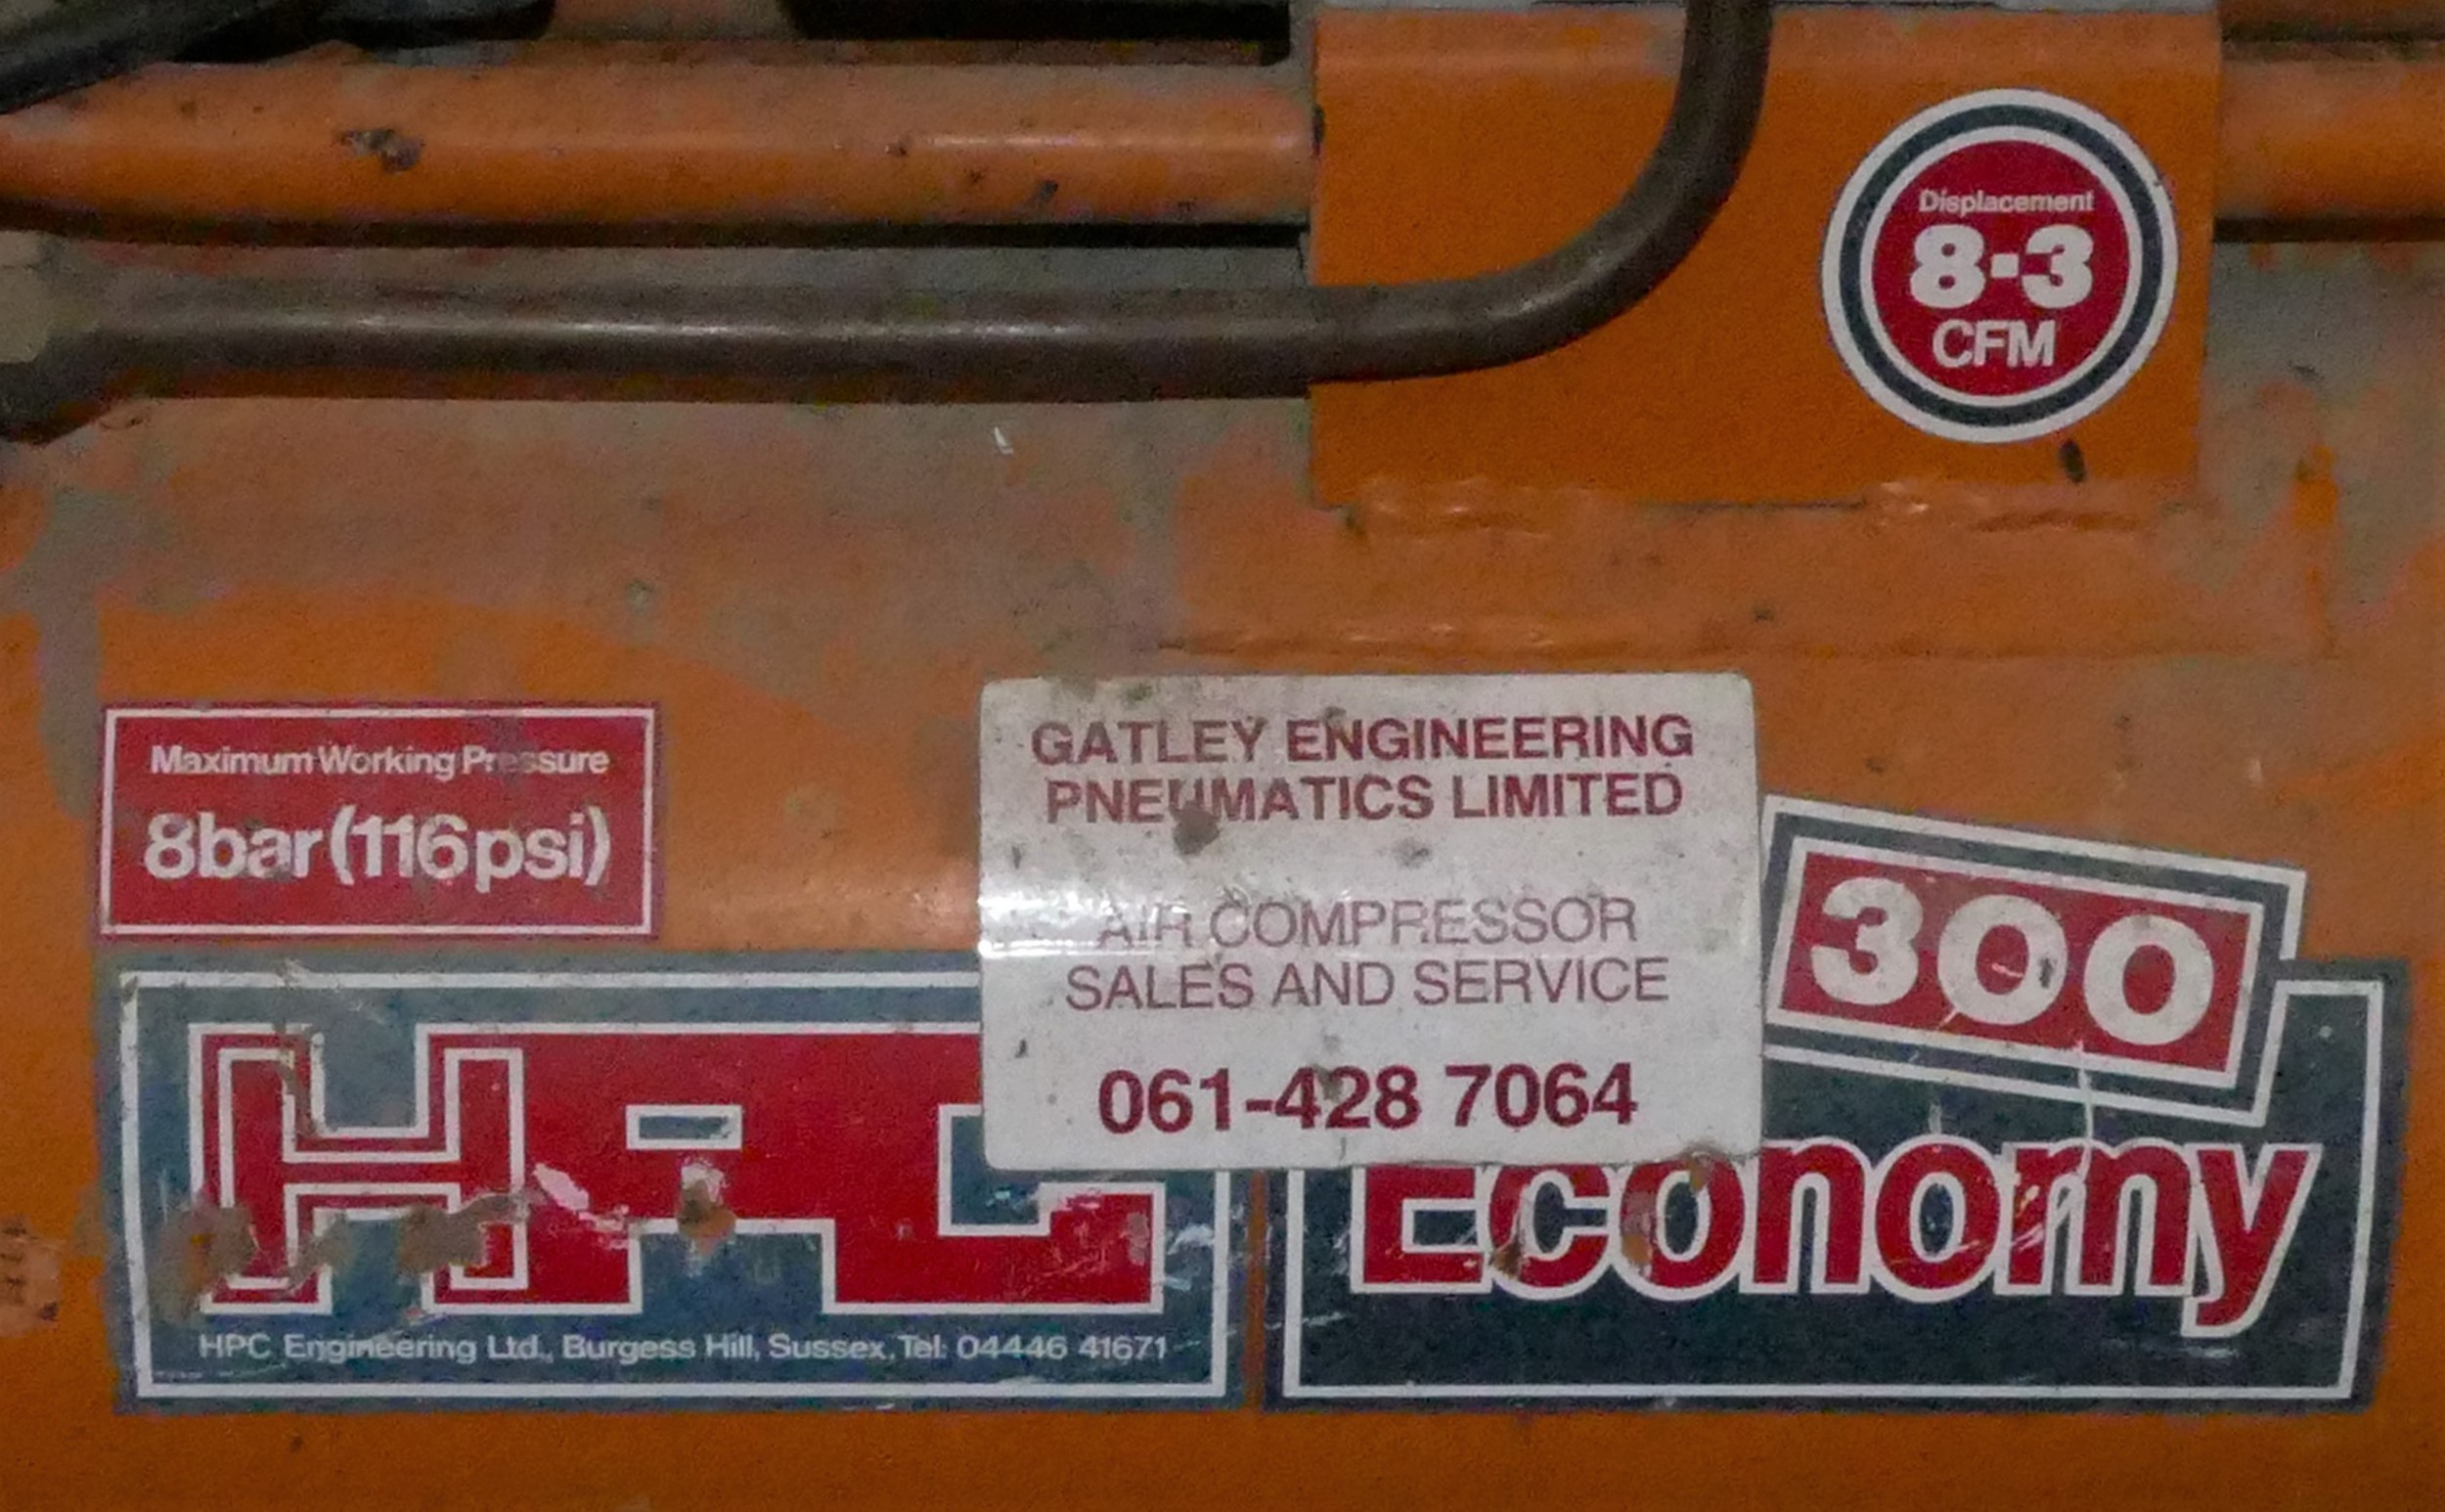 Displacement
8·3
CFM
Maximum Working Pressure
8bar (116psi)
GATLEY ENGINEERING
PNEUMATICS LIMITED
AIR COMPRESSOR
SALES AND SERVICE
061-428 7064
300
Economy
HPC
HPC Engineering Ltd., Burgess Hill, Sussex. Tel: 04446 41671